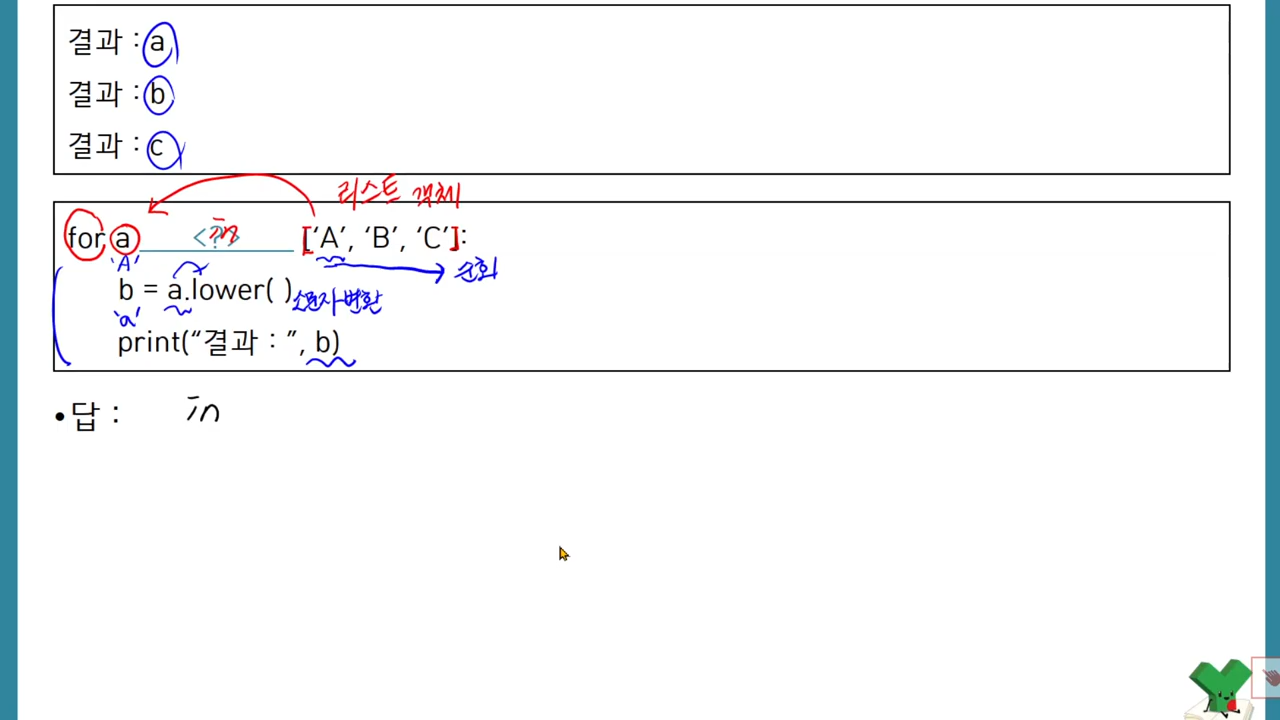 결과 : a
결과 : b
결과 : c
리스트 객체
for a <?> in ['A', 'B', 'C']:
'A'
순회
b = a.lower( ) 소문자변환
'a'
print("결과 : ", b)
•답 : in